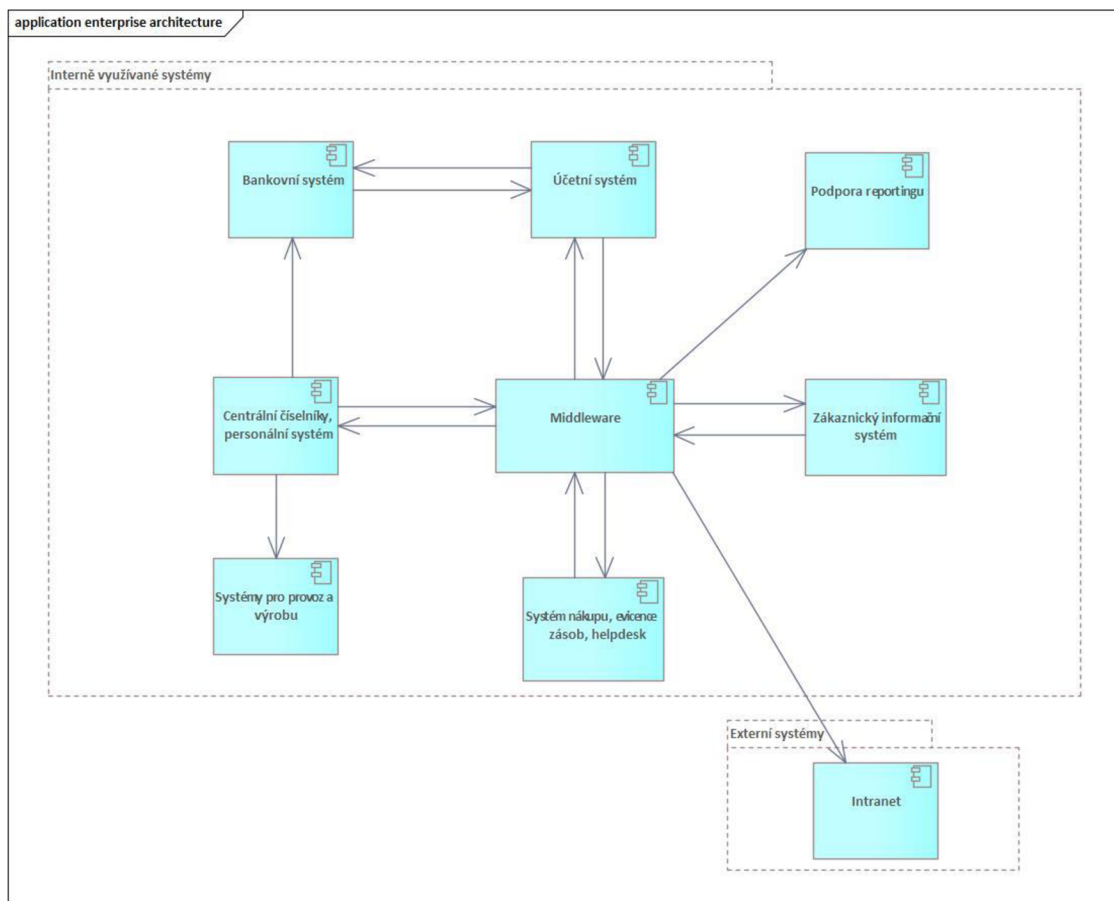 application enterprise architecture
Interně využívané systémy
Bankovní systém
Účetní systém
Podpora reportingu
Centrální číselníky,
personální systém
Middleware
Zákaznický informační
systém
Systémy pro provoz a
výrobu
Systém nákupu, evicence
zásob, helpdesk
Externí systémy
Intranet